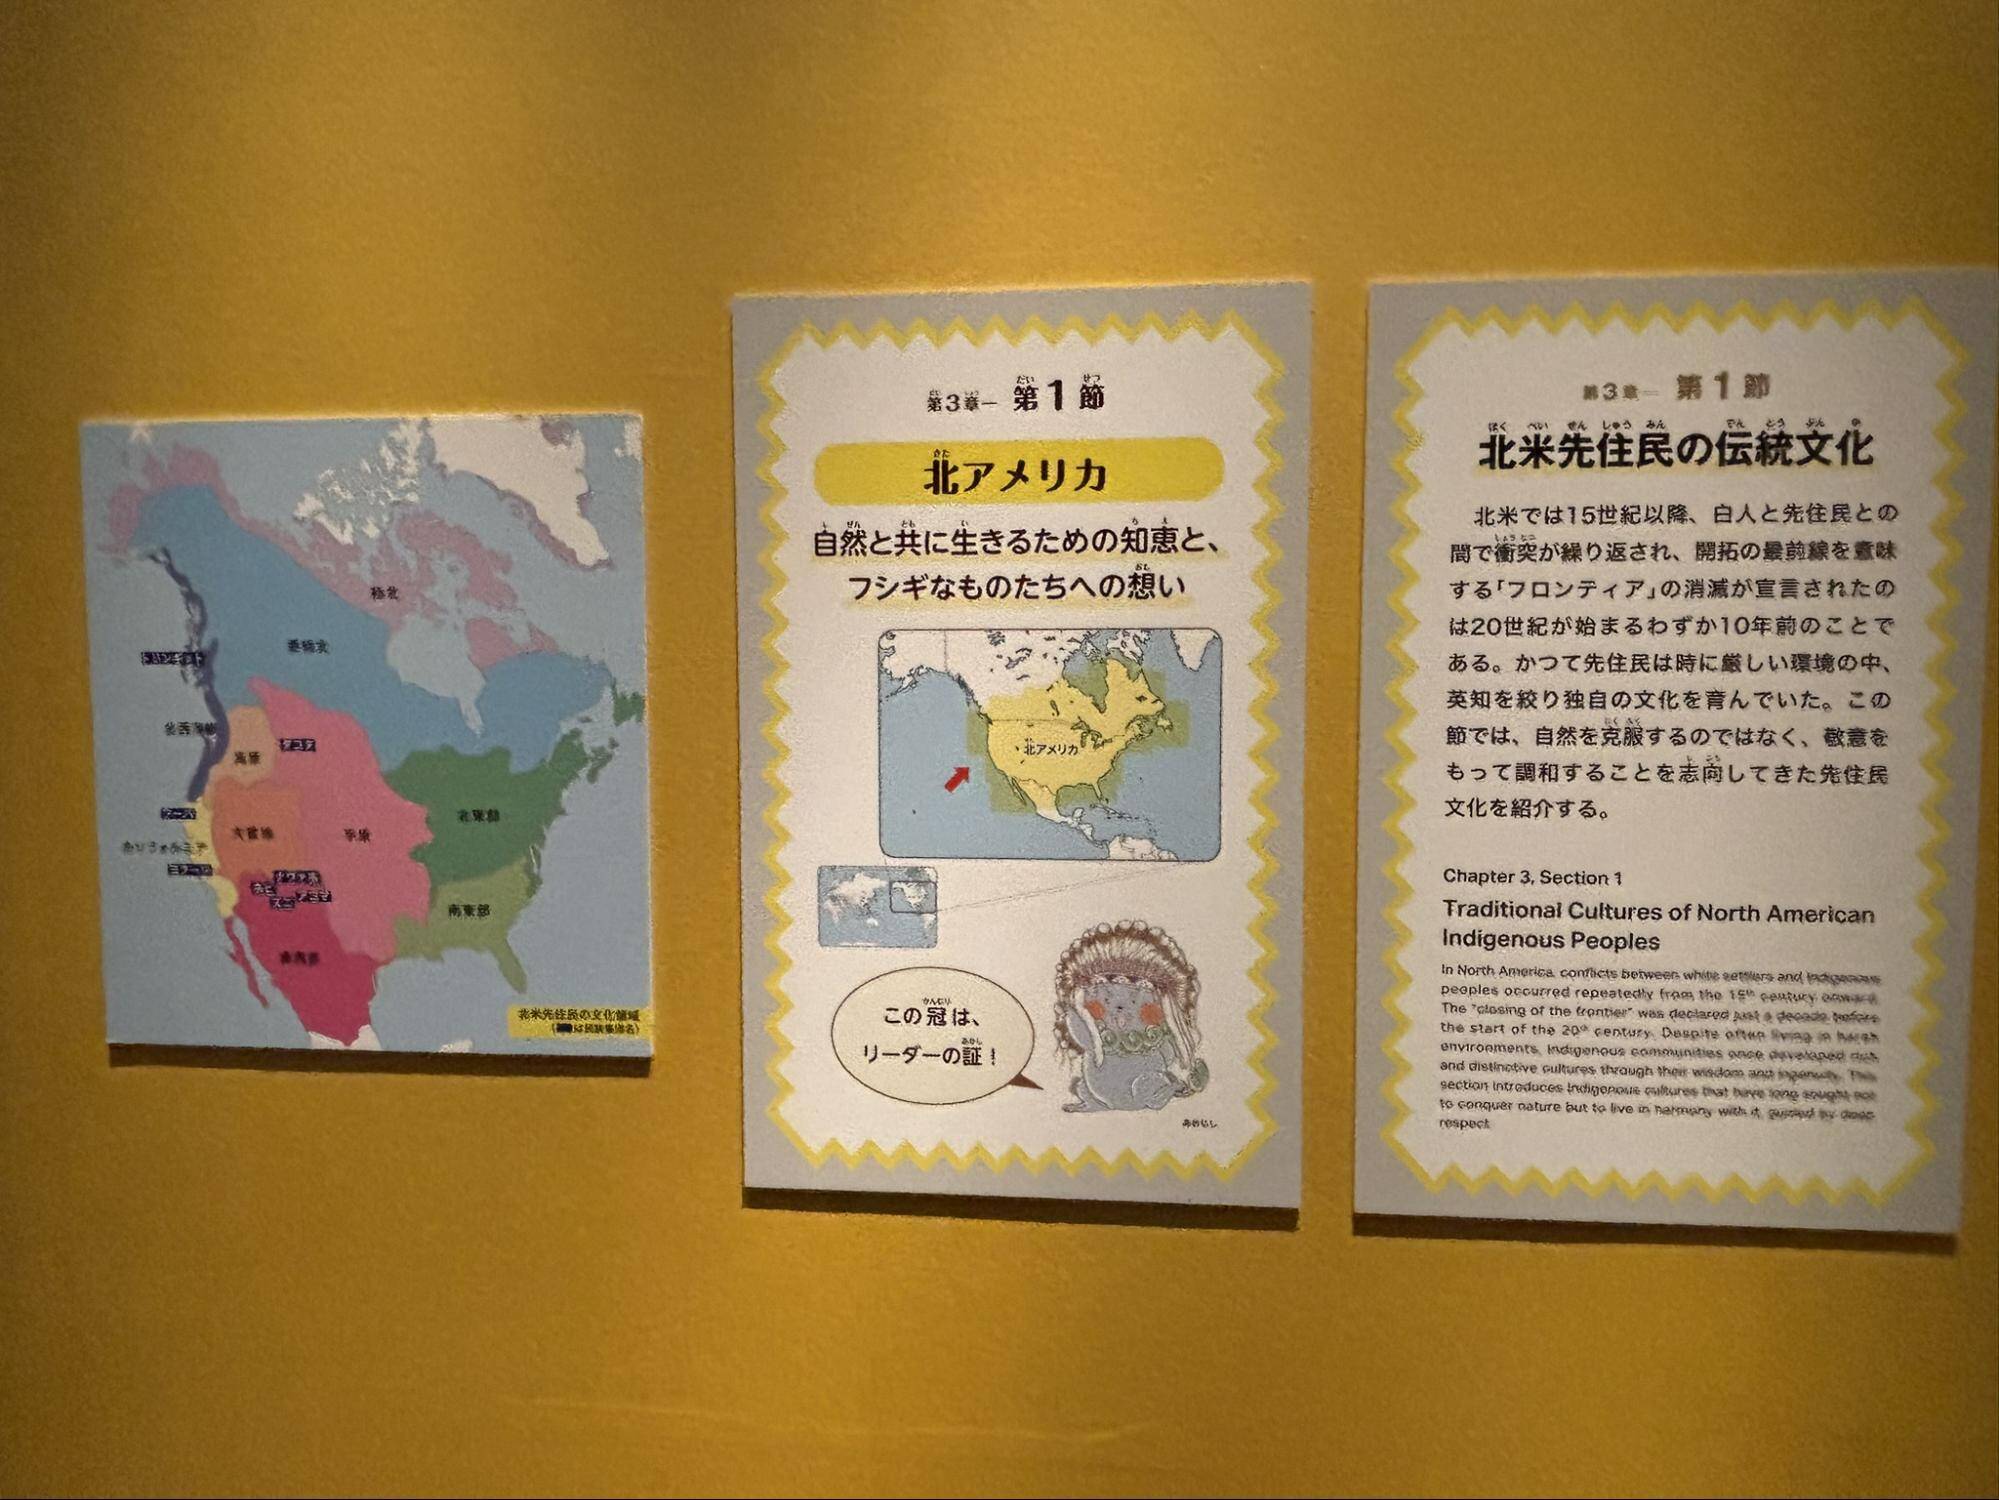 極北
亜極北
トリンギット
北西海岸
高原
ダコタ
フーパ
大盆地
平原
北東部
カリフォルニア
ホピ
ズニ
アコマ
南東部
南西部
北米先住民の文化領域
第3章― 第1節
北アメリカ
自然と共に生きるための知恵と、
フシギなものたちへの想い
北アメリカ
この冠は、
リーダーの証！
第3章― 第1節
北米先住民の伝統文化
北米では15世紀以降、白人と先住民との
間で衝突が繰り返され、開拓の最前線を意味
する「フロンティア」の消滅が宣言されたの
は20世紀が始まるわずか10年前のことで
ある。かつて先住民は時に厳しい環境の中、
英知を絞り独自の文化を育んでいた。この
節では、自然を克服するのではなく、敬意を
もって調和することを志向してきた先住民
文化を紹介する。
Chapter 3, Section 1
Traditional Cultures of North American
Indigenous Peoples
In North America, conflicts between white settlers and Indigenous
peoples occurred repeatedly from the 15th century onward.
The "closing of the frontier" was declared just a decade before
the start of the 20th century. Despite often living in harsh
environments, Indigenous communities once developed rich
and distinctive cultures through their wisdom and ingenuity. This
section introduces Indigenous cultures that have long sought not
to conquer nature but to live in harmony with it, guided by deep
respect.